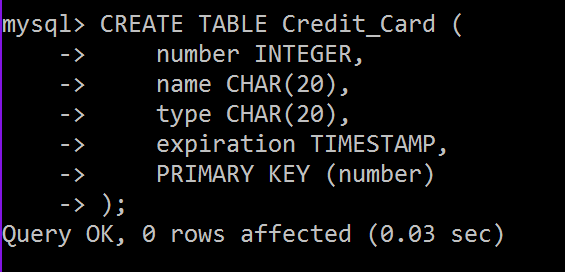 mysql> CREATE TABLE Credit_Card (
    ->     number INTEGER,
    ->     name CHAR(20),
    ->     type CHAR(20),
    ->     expiration TIMESTAMP,
    ->     PRIMARY KEY (number)
    -> );
Query OK, 0 rows affected (0.03 sec)